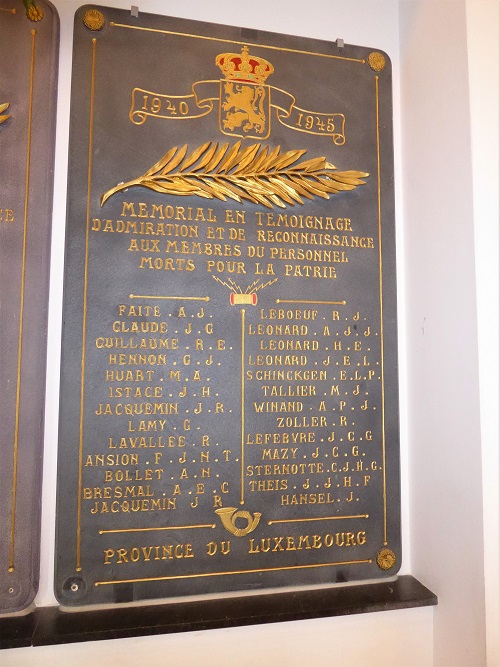 1940 1945
MEMORIAL EN TEMOIGNAGE
D'ADMIRATION ET DE RECONNAISSANCE
AUX MEMBRES DU PERSONNEL
MORTS POUR LA PATRIE
FAITE . A.J.
CLAUDE . J.G
GUILLAUME . R.E.
HENNON . G.J.
HUART . M.A.
ISTACE . J.H.
JACQUEMIN . J.R.
LAMY . G.
LAVALLEE . R.
ANSION . F.J.N.T.
BOLLET . A.N.
BRESMAL . A.E.C
JACQUEMIN J R
LEBOEUF . R.J.
LEONARD . A.J.J.
LEONARD . H.E.
LEONARD . J.E.L.
SCHINCKGEN . E.L.P.
TALLIER . M.J.
WINAND . A.P.J.
ZOLLER . R.
LEFEBVRE . J.C.G
MAZY . J.C.G.
STERNOTTE . C.J.H.G.
THEIS . J.J.H.F
HANSEL . J.
PROVINCE DU LUXEMBOURG